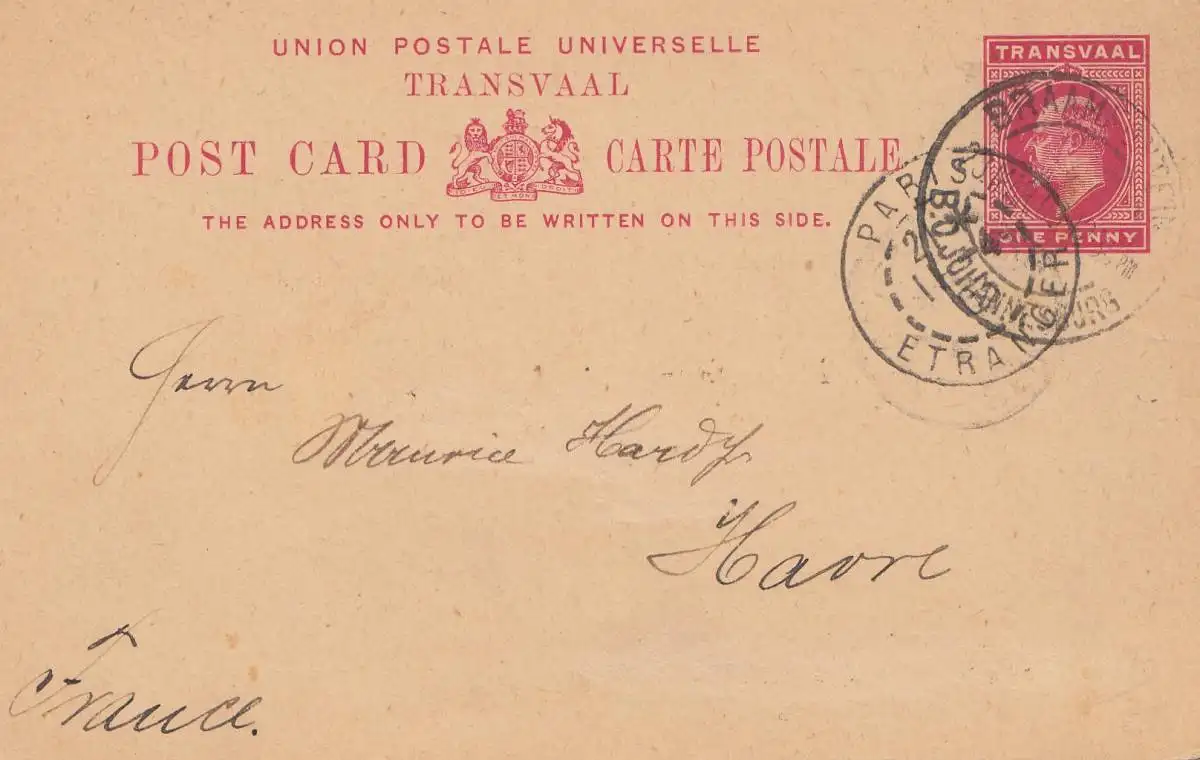 UNION POSTALE UNIVERSELLE
TRANSVAAL
POST CARD CARTE POSTALE
THE ADDRESS ONLY TO BE WRITTEN ON THIS SIDE.
TRANSVAAL
ONE PENNY
PARIS
ETRANGER
B.O. JOHANNESBURG
PM
Herrn
Maurice Hardy
Havre
France.